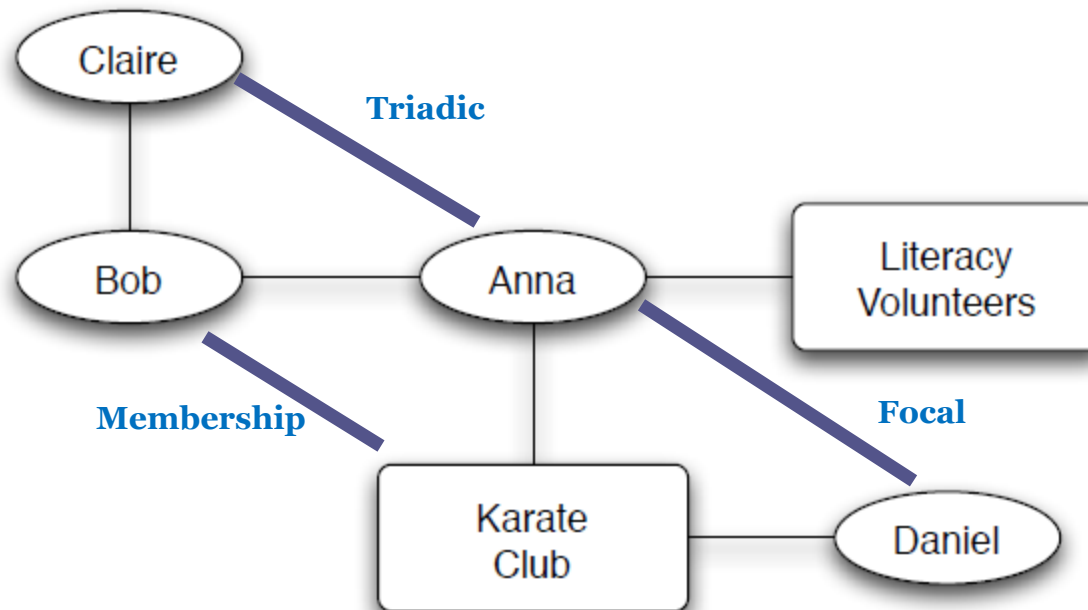 Claire
Triadic
Bob
Anna
Literacy
Volunteers
Membership
Focal
Karate
Club
Daniel